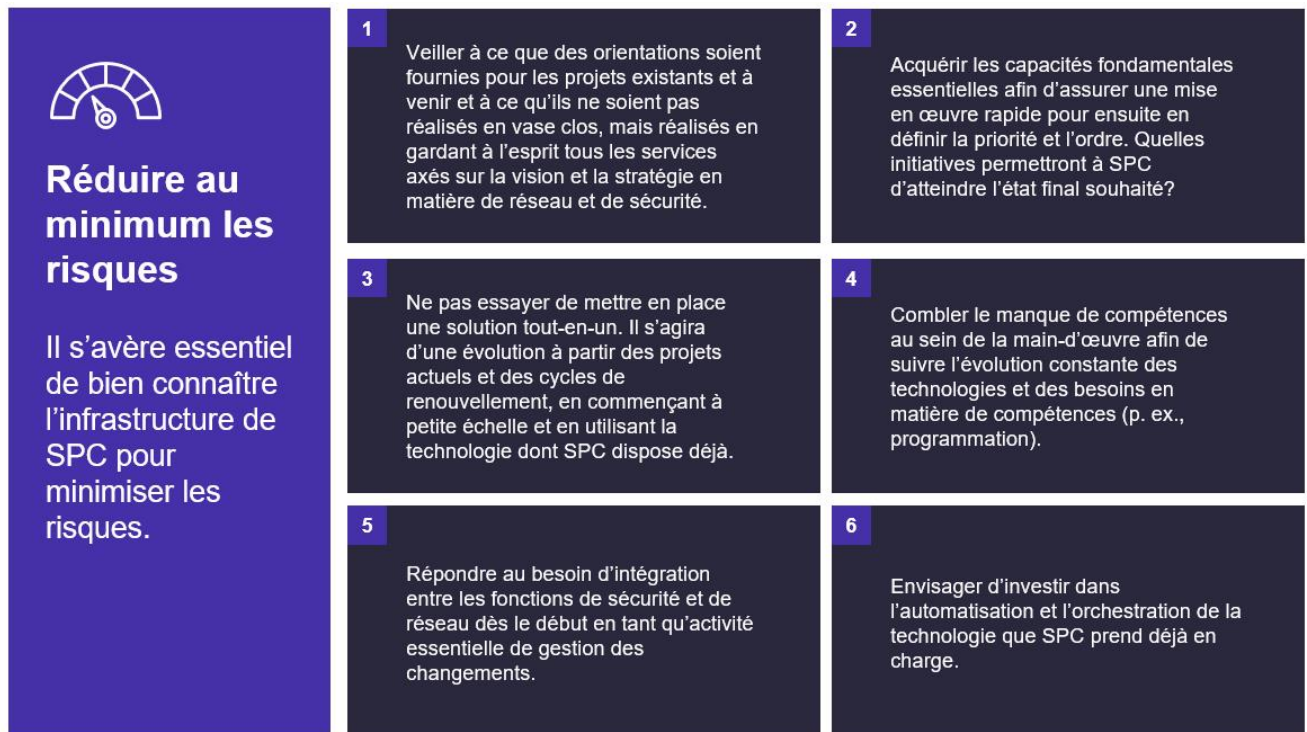 Réduire au
minimum les
risques
Il s’avère essentiel
de bien connaître
l’infrastructure de
SPC pour
minimiser les
risques.
1
Veiller à ce que des orientations soient
fournies pour les projets existants et à
venir et à ce qu’ils ne soient pas
réalisés en vase clos, mais réalisés en
gardant à l’esprit tous les services
axés sur la vision et la stratégie en
matière de réseau et de sécurité.
2
Acquérir les capacités fondamentales
essentielles afin d’assurer une mise
en œuvre rapide pour ensuite en
définir la priorité et l’ordre. Quelles
initiatives permettront à SPC
d’atteindre l’état final souhaité?
3
Ne pas essayer de mettre en place
une solution tout-en-un. Il s’agira
d’une évolution à partir des projets
actuels et des cycles de
renouvellement, en commençant à
petite échelle et en utilisant la
technologie dont SPC dispose déjà.
4
Combler le manque de compétences
au sein de la main-d’œuvre afin de
suivre l’évolution constante des
technologies et des besoins en
matière de compétences (p. ex.,
programmation).
5
Répondre au besoin d’intégration
entre les fonctions de sécurité et de
réseau dès le début en tant qu’activité
essentielle de gestion des
changements.
6
Envisager d’investir dans
l’automatisation et l’orchestration de la
technologie que SPC prend déjà en
charge.